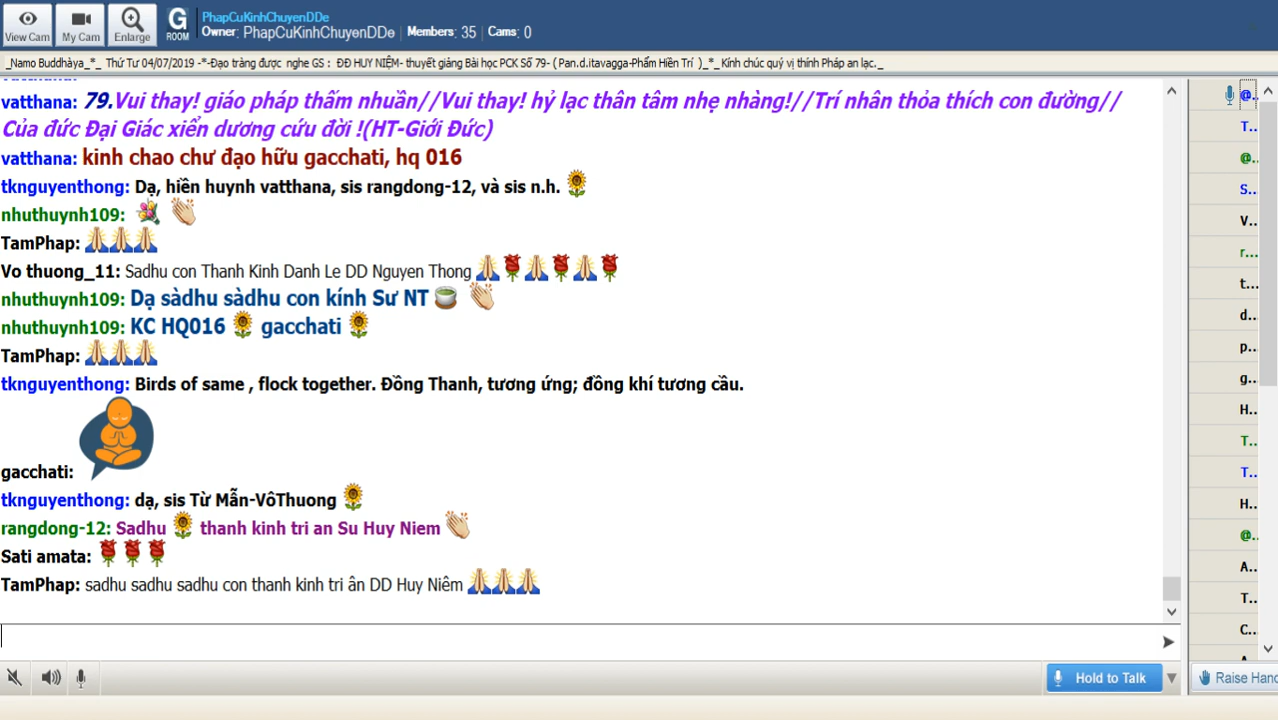 View Cam
My Cam
Enlarge
G
ROOM
PhapCuKinhChuyenDDe
Owner: PhapCuKinhChuyenDDe Members: 35 Cams: 0
_Namo Buddhàya_*_ Thứ Tư 04/07/2019 -*-Đạo tràng được nghe GS : ĐĐ HUY NIỆM- thuyết giảng Bài học PCK Số 79- ( Pan.d.itavagga-Phẩm Hiền Trí )_*_Kính chúc quý vị thính Pháp an lạc._
vatthana: 79.Vui thay! giáo pháp thấm nhuần//Vui thay! hỷ lạc thân tâm nhẹ nhàng!//Trí nhân thỏa thích con đường//
Của đức Đại Giác xiển dương cứu đời !(HT-Giới Đức)
vatthana: kinh chao chư đạo hữu gacchati, hq 016
tknguyenthong: Dạ, hiền huynh vatthana, sis rangdong-12, và sis n.h.
nhuthuynh109:
TamPhap:
Vo thuong_11: Sadhu con Thanh Kinh Danh Le DD Nguyen Thong
nhuthuynh109: Dạ sàdhu sàdhu con kính Sư NT
nhuthuynh109: KC HQ016 gacchati
TamPhap:
tknguyenthong: Birds of same , flock together. Đồng Thanh, tương ứng; đồng khí tương cầu.
gacchati:
tknguyenthong: dạ, sis Từ Mẫn-VôThuong
rangdong-12: Sadhu thanh kinh tri an Su Huy Niem
Sati amata:
TamPhap: sadhu sadhu sadhu con thanh kinh tri ân DD Huy Niêm
@..
T..
@..
S..
V..
r...
t...
d..
p..
g...
H..
T..
T..
H..
@..
A..
T..
C..
Hold to Talk
Raise Hand